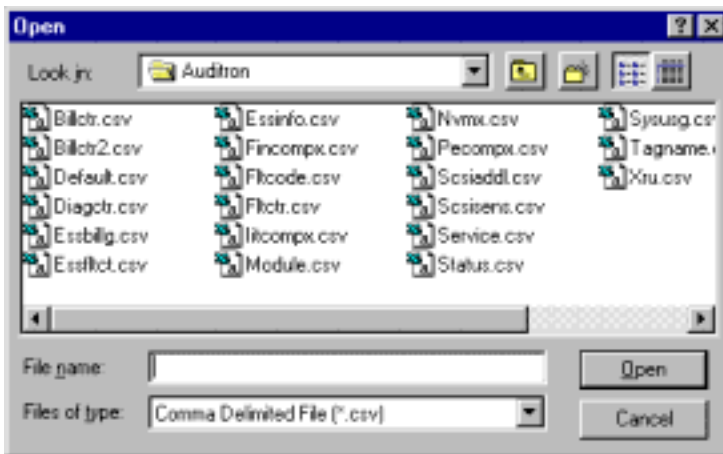 Open
Look in: Auditron
Billctr.csv Essinfo.csv Nvmx.csv Sysusg.csv
Billctr2.csv Fincompx.csv Pecompx.csv Tagname.c
Default.csv Fltcode.csv Scsiaddl.csv Xru.csv
Diagctr.csv Fltctr.csv Scsisens.csv
Essbillg.csv Iitcompx.csv Service.csv
Essfltct.csv Module.csv Status.csv
File name: Open
Files of type: Comma Delimited File (*.csv) Cancel